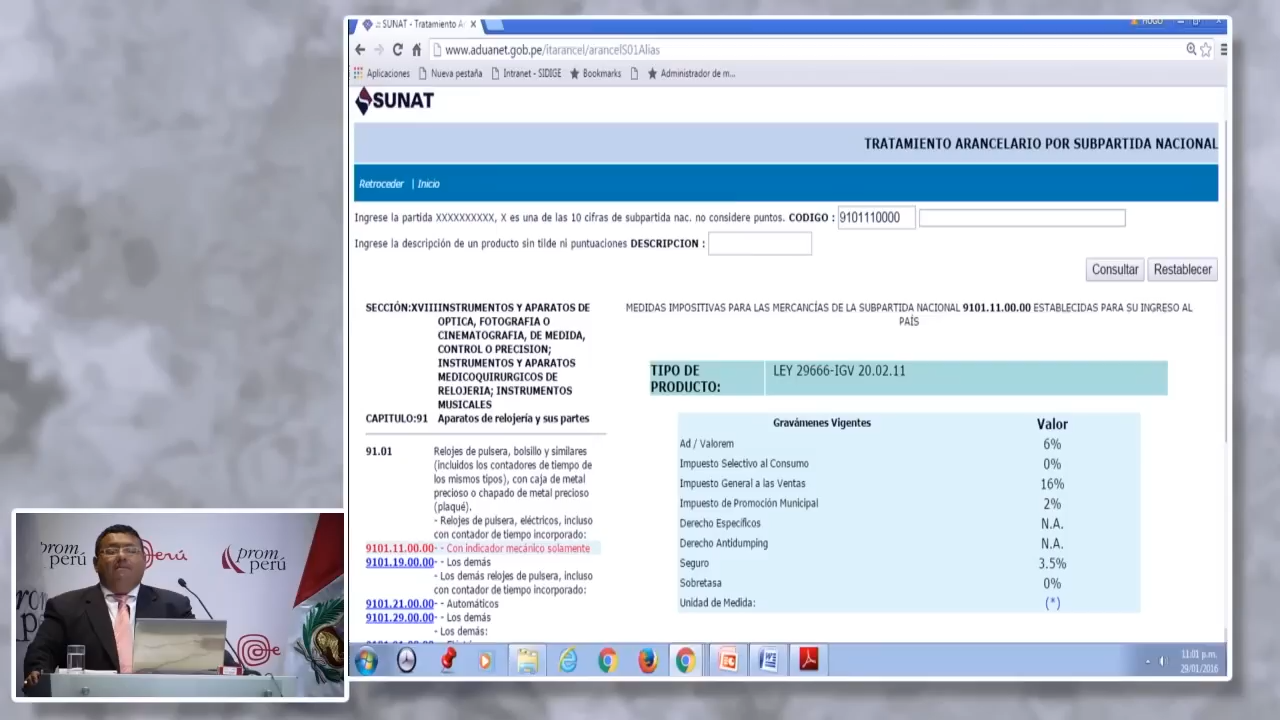 SUNAT - Tratamiento Ar
HUGO
www.aduanet.gob.pe/itarancel/arancelS01Alias
Aplicaciones Nueva pestaña Intranet - SIDIGE Bookmarks Administrador de m...
SUNAT
TRATAMIENTO ARANCELARIO POR SUBPARTIDA NACIONAL
Retroceder | Inicio
Ingrese la partida XXXXXXXXXX, X es una de las 10 cifras de subpartida nac. no considere puntos. CODIGO : 9101110000
Ingrese la descripción de un producto sin tilde ni puntuaciones DESCRIPCION :
Consultar Restablecer
SECCIÓN:XVIIIINSTRUMENTOS Y APARATOS DE
OPTICA, FOTOGRAFIA O
CINEMATOGRAFIA, DE MEDIDA,
CONTROL O PRECISION;
INSTRUMENTOS Y APARATOS
MEDICOQUIRURGICOS DE
RELOJERIA; INSTRUMENTOS
MUSICALES
CAPITULO:91 Aparatos de relojería y sus partes
91.01 Relojes de pulsera, bolsillo y similares
(incluidos los contadores de tiempo de
los mismos tipos), con caja de metal
precioso o chapado de metal precioso
(plaqué).
- Relojes de pulsera, eléctricos, incluso
con contador de tiempo incorporado:
9101.11.00.00- - Con indicador mecánico solamente
9101.19.00.00- - Los demás
- Los demás relojes de pulsera, incluso
con contador de tiempo incorporado:
9101.21.00.00- - Automáticos
9101.29.00.00- - Los demás
- Los demás:
MEDIDAS IMPOSITIVAS PARA LAS MERCANCÍAS DE LA SUBPARTIDA NACIONAL 9101.11.00.00 ESTABLECIDAS PARA SU INGRESO AL
PAÍS
TIPO DE LEY 29666-IGV 20.02.11
PRODUCTO:
Gravámenes Vigentes Valor
Ad / Valorem 6%
Impuesto Selectivo al Consumo 0%
Impuesto General a las Ventas 16%
Impuesto de Promoción Municipal 2%
Derecho Específicos N.A.
Derecho Antidumping N.A.
Seguro 3.5%
Sobretasa 0%
Unidad de Medida: (*)
11:01 p.m.
29/01/2016
prom
perú
Perú
prom
perú